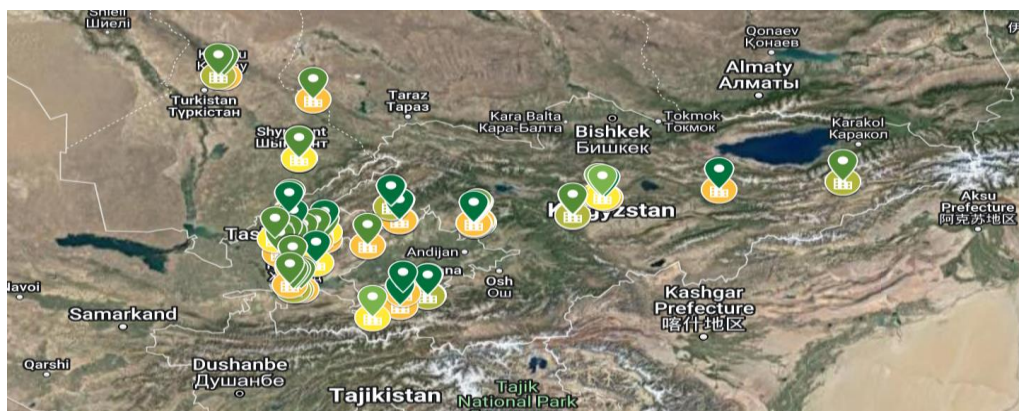 Shieli
Шиелі
Turkistan
Түркістан
Taraz
Тараз
Kara Balta
Кара-Балта
Bishkek
Бишкек
Tokmok
Токмок
Qonaev
Қонаев
Almaty
Алматы
Karakol
Каракол
Aksu
Prefecture
阿克苏地区
Andijan
Osh
Ош
Kashgar
Prefecture
喀什地区
Samarkand
Qarshi
Dushanbe
Душанбе
Tajikistan
Tajik
National Park